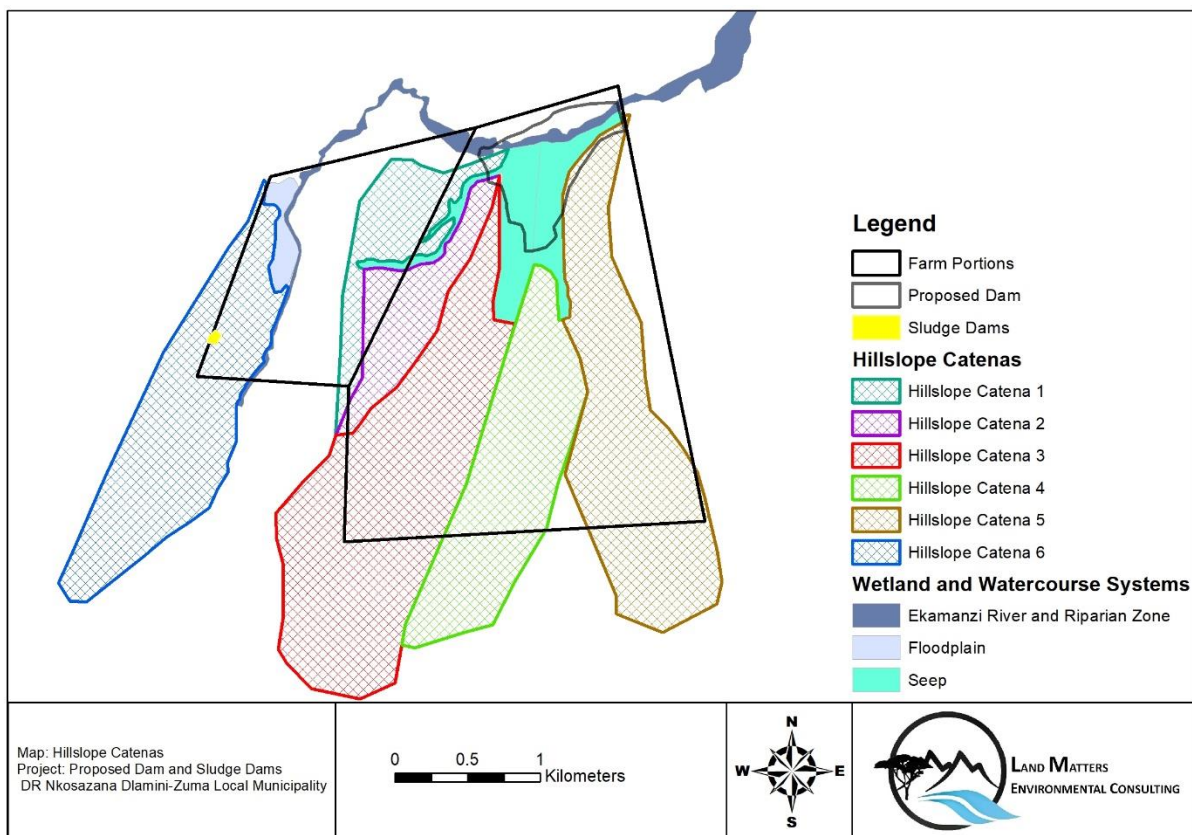 Legend
Farm Portions
Proposed Dam
Sludge Dams
Hillslope Catenas
Hillslope Catena 1
Hillslope Catena 2
Hillslope Catena 3
Hillslope Catena 4
Hillslope Catena 5
Hillslope Catena 6
Wetland and Watercourse Systems
Ekamanzi River and Riparian Zone
Floodplain
Seep
Map: Hillslope Catenas
Project: Proposed Dam and Sludge Dams
DR Nkosazana Dlamini-Zuma Local Municipality
0 0.5 1
Kilometers
N
W E
S
LAND MATTERS
ENVIRONMENTAL CONSULTING